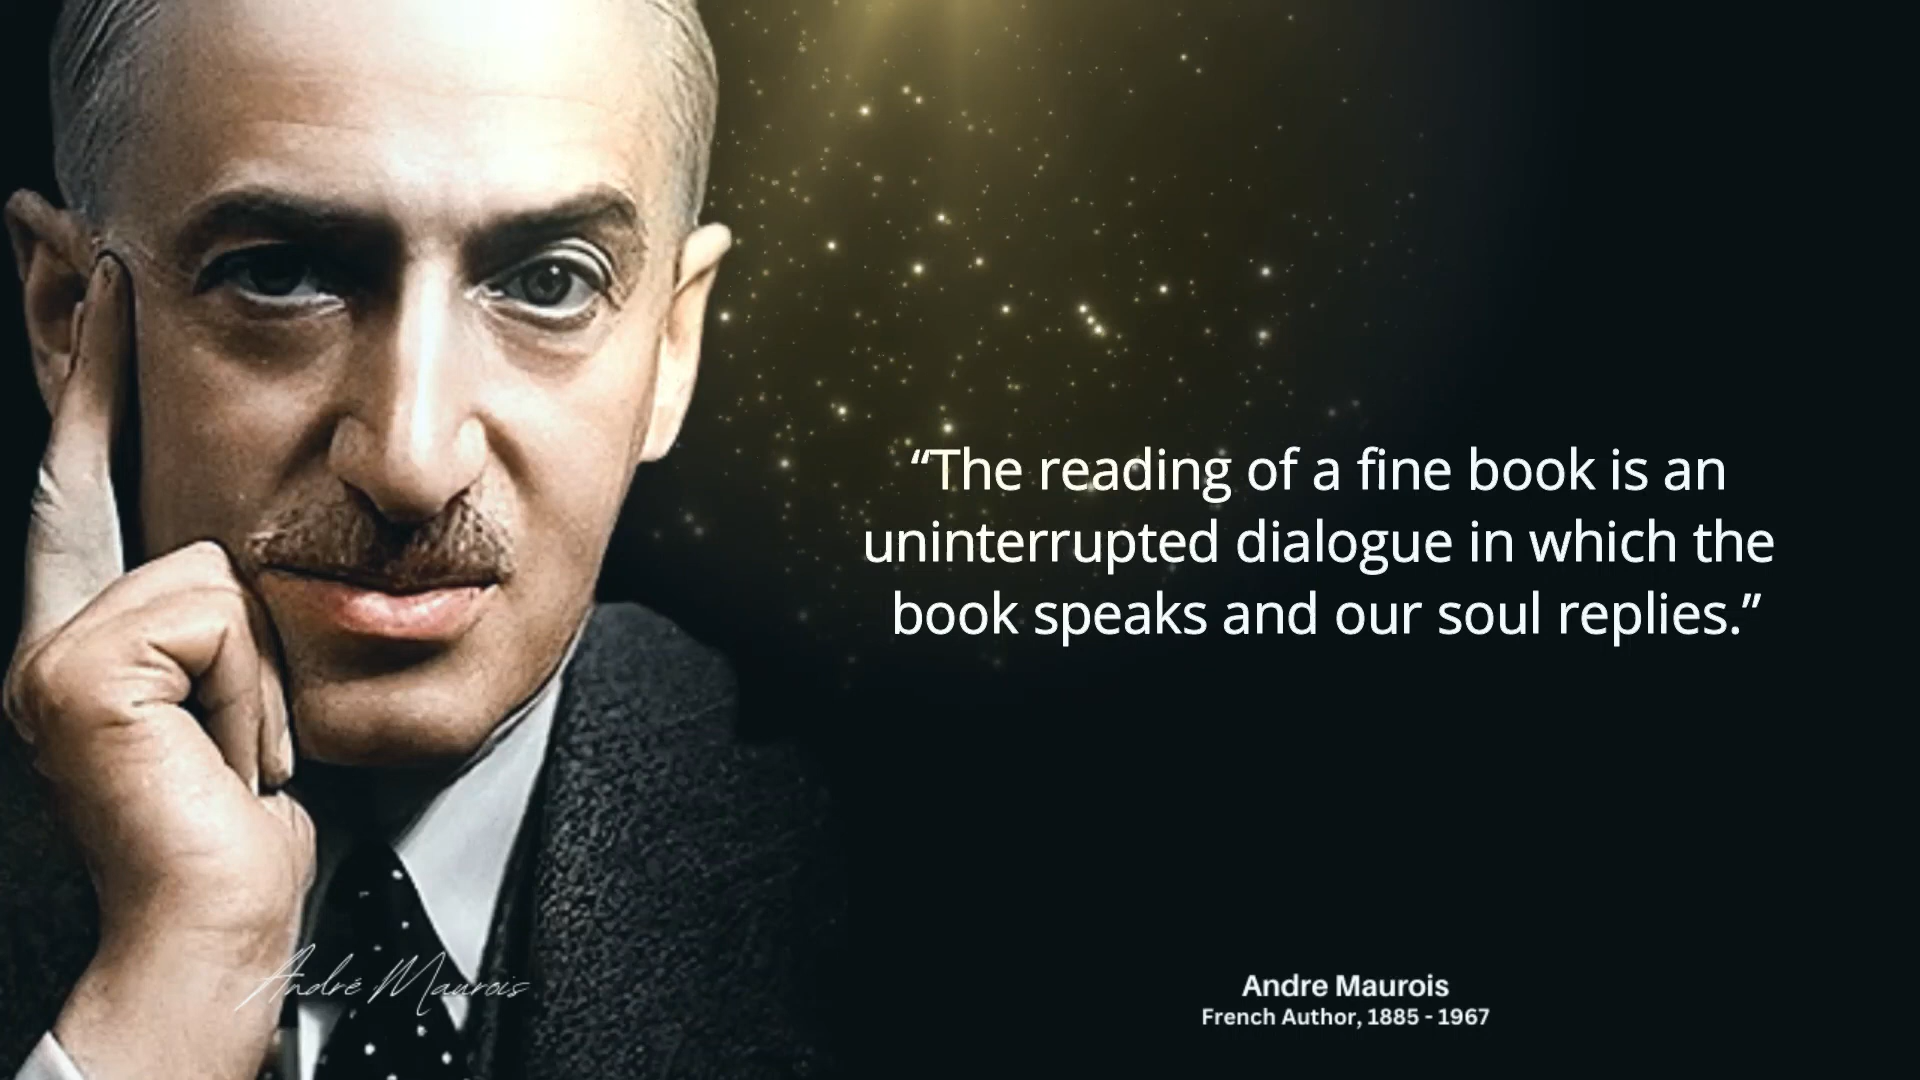 “The reading of a fine book is an
uninterrupted dialogue in which the
book speaks and our soul replies.”
André Maurois
Andre Maurois
French Author, 1885 - 1967